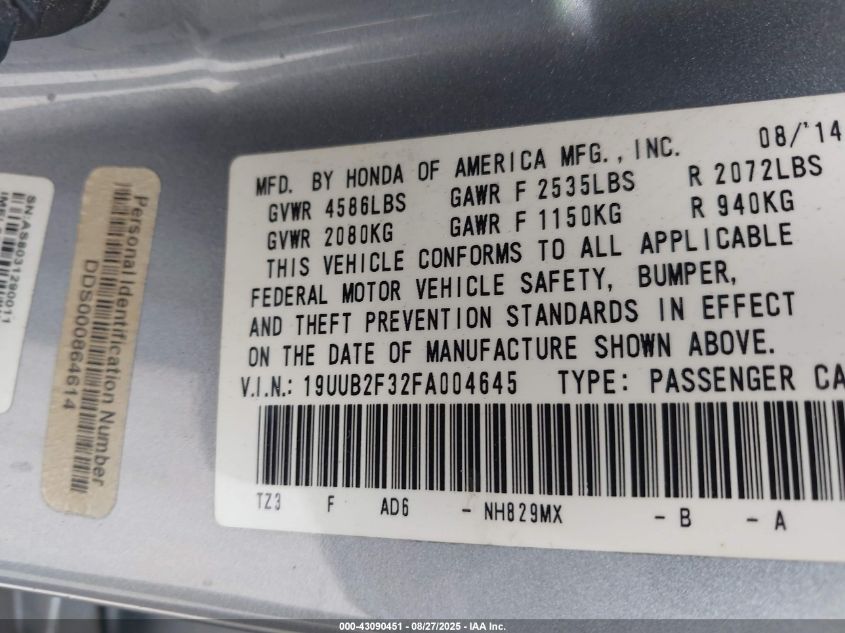 08/'14
MFD. BY HONDA OF AMERICA MFG., INC.
GVWR 4586LBS GAWR F 2535LBS R 2072LBS
GVWR 2080KG GAWR F 1150KG R 940KG
THIS VEHICLE CONFORMS TO ALL APPLICABLE
FEDERAL MOTOR VEHICLE SAFETY, BUMPER,
AND THEFT PREVENTION STANDARDS IN EFFECT
ON THE DATE OF MANUFACTURE SHOWN ABOVE.
V.I.N.: 19UUB2F32FA004645 TYPE: PASSENGER CA
TZ3 F AD6 - NH829MX - B - A
Personal Identification Number
DDS000864614
SN:AS8031280011
000-43090451 - 08/27/2025 - IAA Inc.